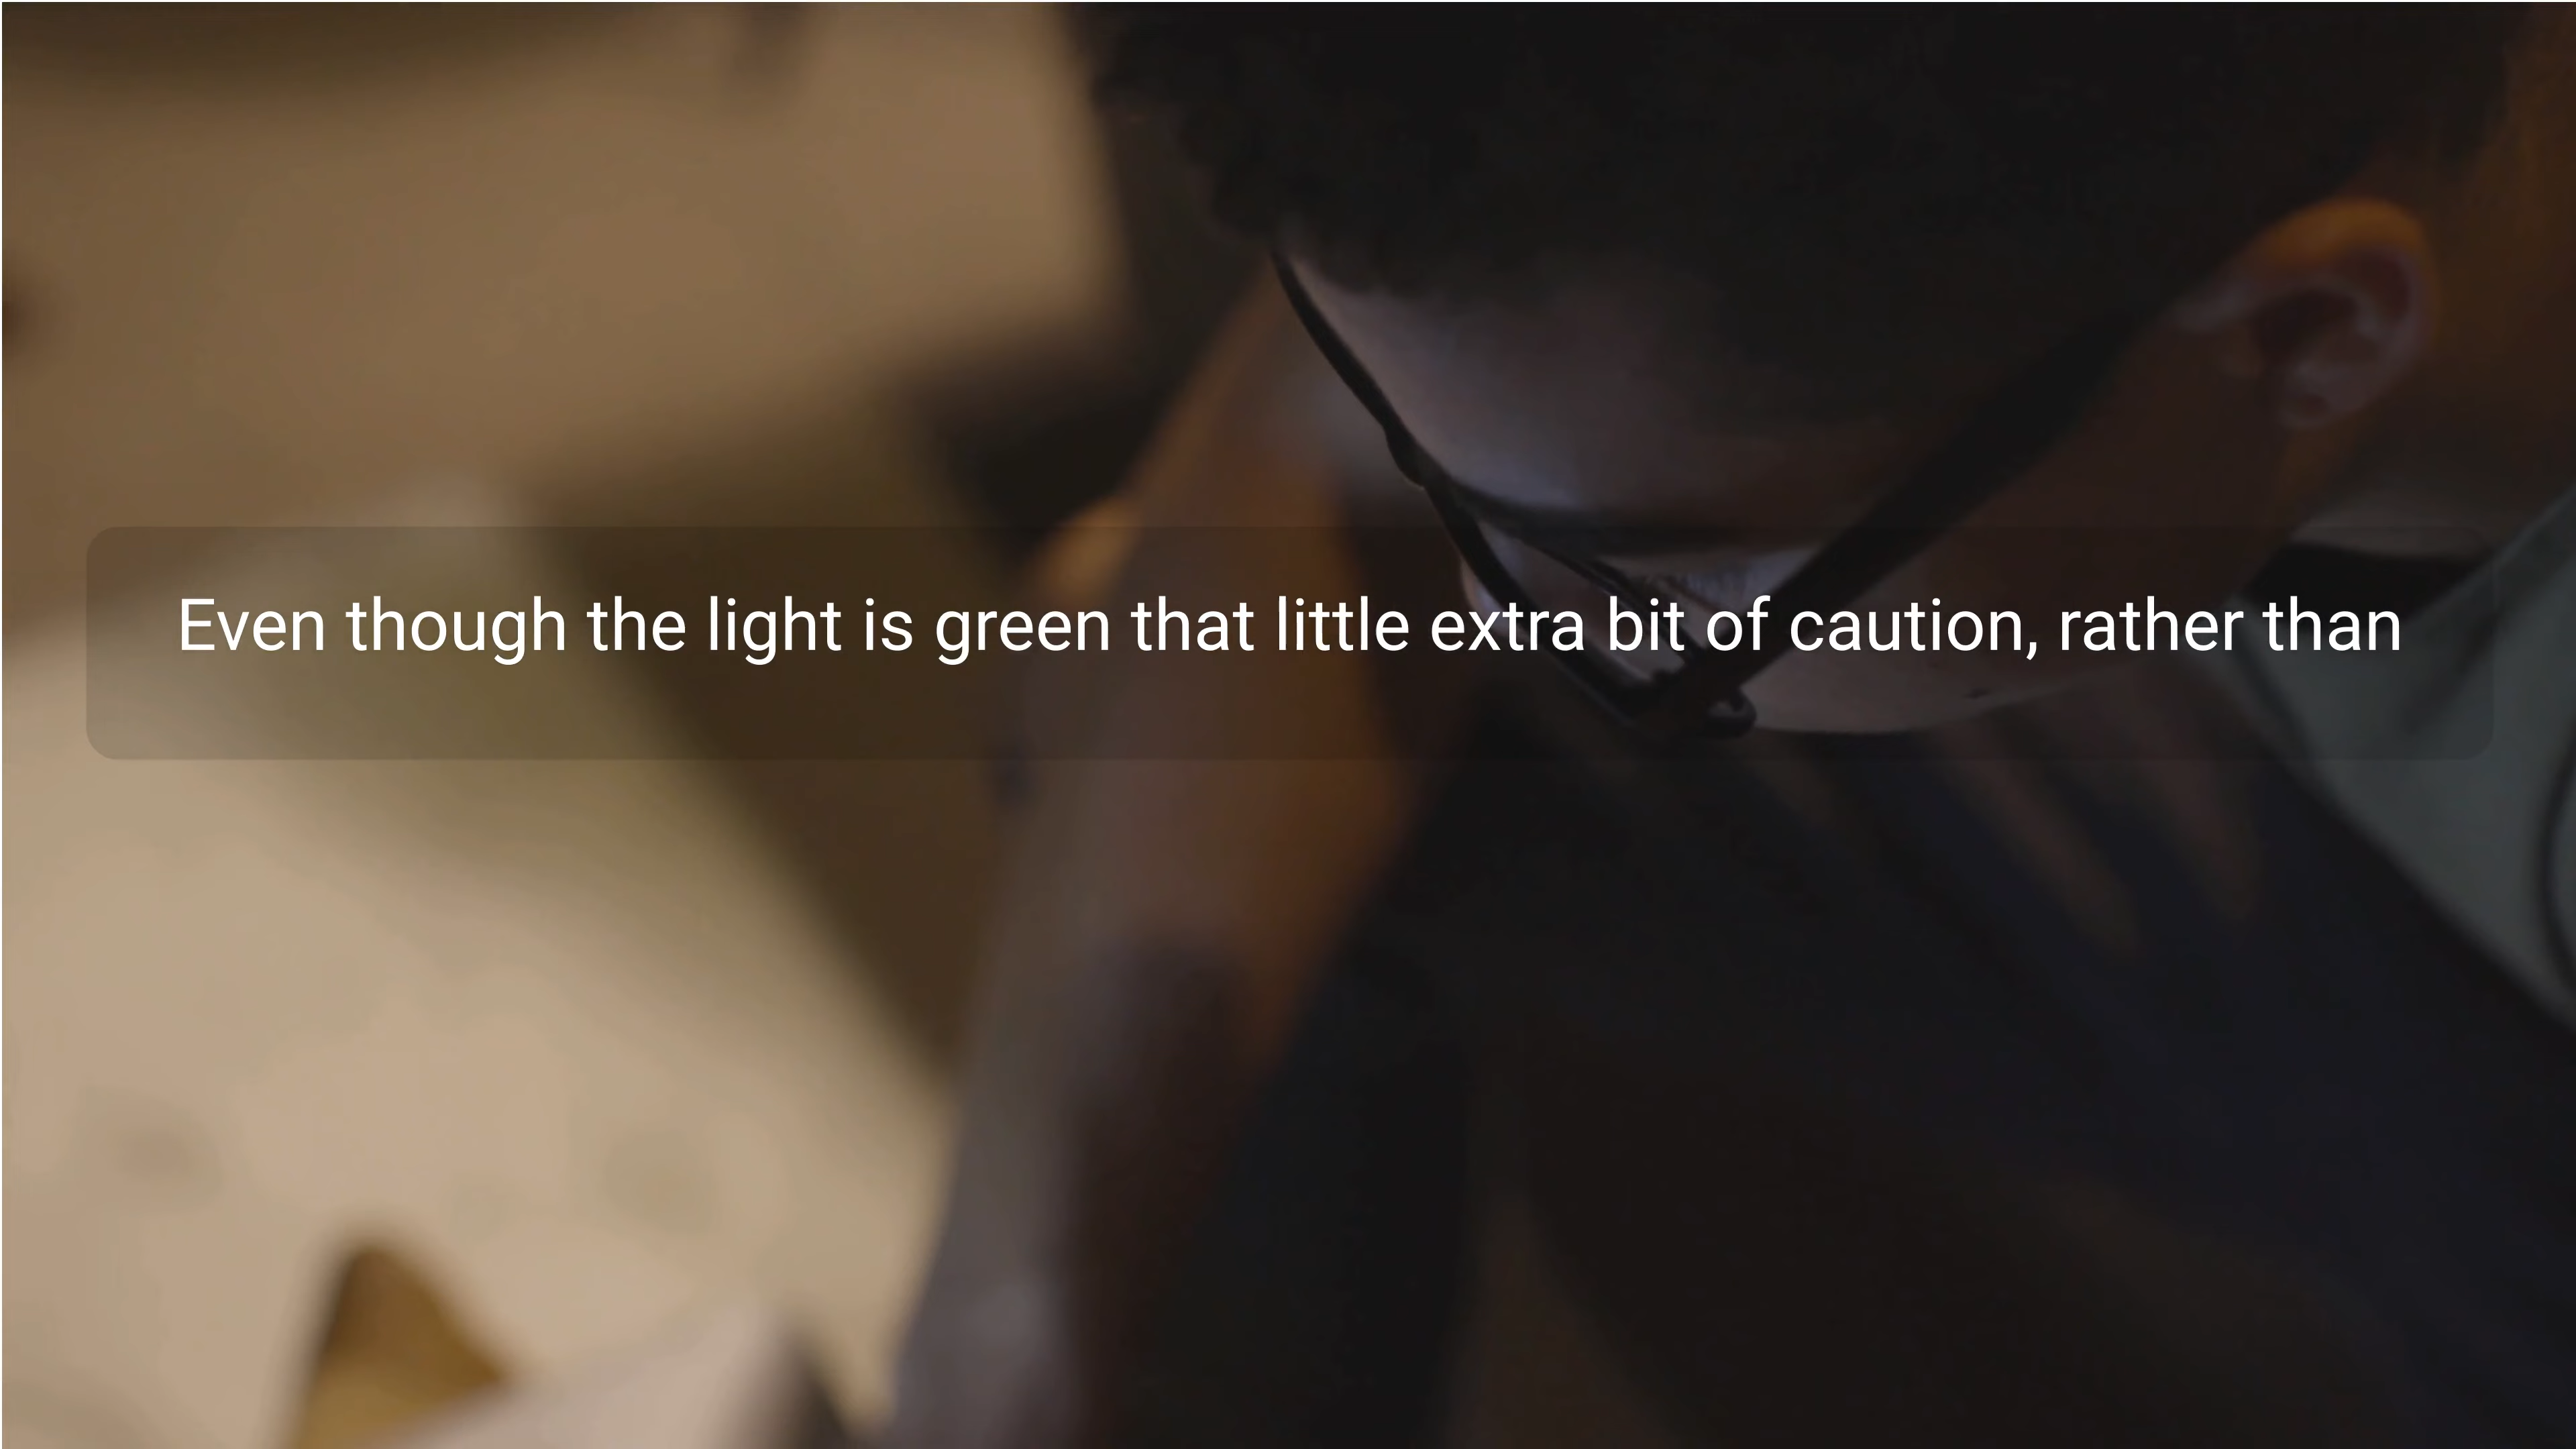 Even though the light is green that little extra bit of caution, rather than